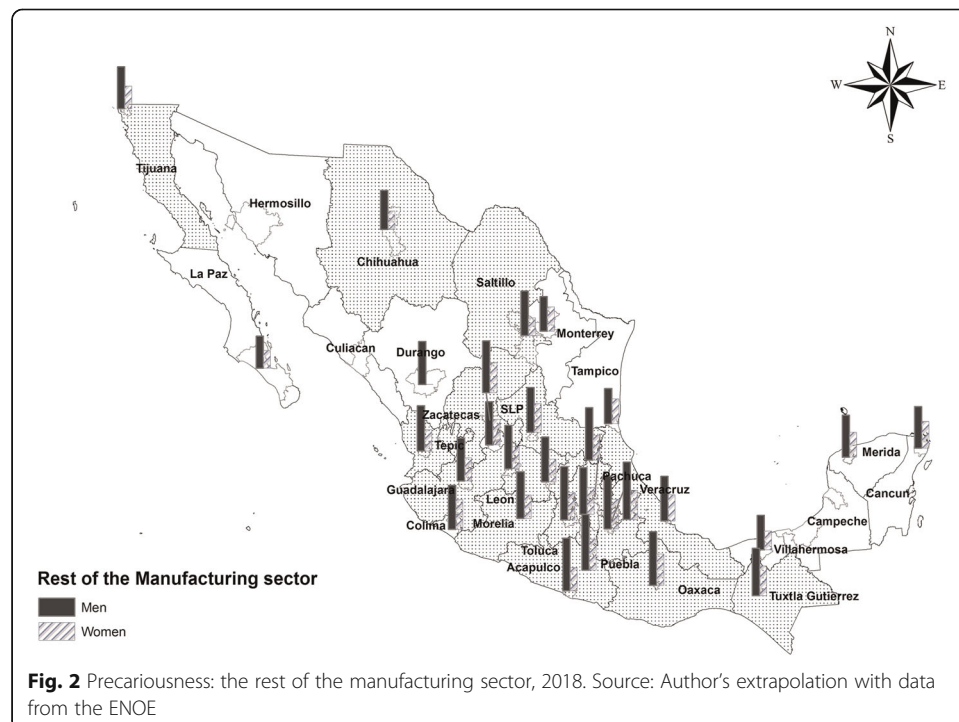 N
W E
S
Tijuana
Hermosillo
Chihuahua
La Paz
Saltillo
Monterrey
Culiacan
Durango
Tampico
Zacatecas
SLP
Tepic
Merida
Pachuca
Guadalajara
Leon
Veracruz
Cancun
Colima
Morelia
Campeche
Toluca
Villahermosa
Acapulco
Puebla
Oaxaca
Tuxtla Gutierrez
Rest of the Manufacturing sector
Men
Women
Fig. 2 Precariousness: the rest of the manufacturing sector, 2018. Source: Author's extrapolation with data
from the ENOE